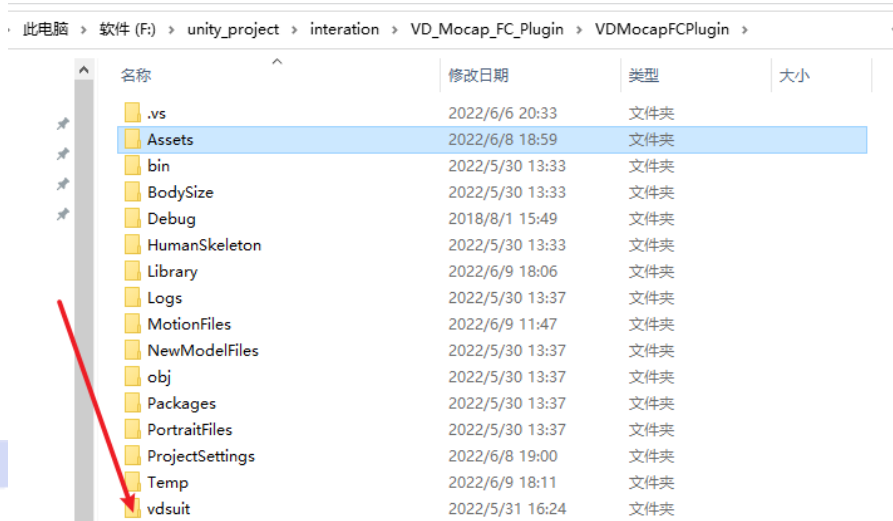 此电脑 > 软件 (F:) > unity_project > interation > VD_Mocap_FC_Plugin > VDMocapFCPlugin >
名称 修改日期 类型 大小
.vs 2022/6/6 20:33 文件夹
Assets 2022/6/8 18:59 文件夹
bin 2022/5/30 13:33 文件夹
BodySize 2022/5/30 13:33 文件夹
Debug 2018/8/1 15:49 文件夹
HumanSkeleton 2022/5/30 13:33 文件夹
Library 2022/6/9 18:06 文件夹
Logs 2022/5/30 13:37 文件夹
MotionFiles 2022/6/9 11:47 文件夹
NewModelFiles 2022/5/30 13:37 文件夹
obj 2022/5/30 13:37 文件夹
Packages 2022/5/30 13:37 文件夹
PortraitFiles 2022/5/30 13:37 文件夹
ProjectSettings 2022/6/8 19:00 文件夹
Temp 2022/6/9 18:11 文件夹
vdsuit 2022/5/31 16:24 文件夹